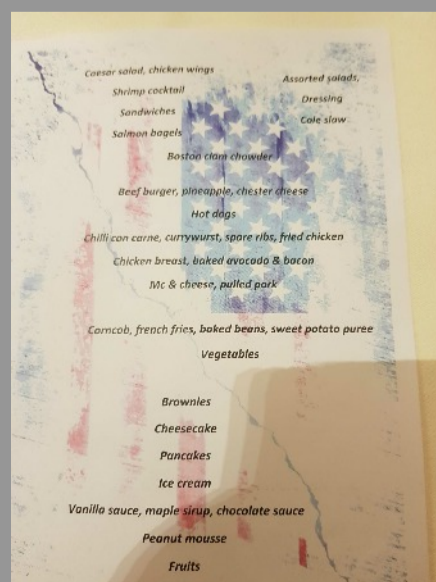 Caesar salad, chicken wings
Assorted salads,
Shrimp cocktail
Dressing
Sandwiches
Cole slaw
Salmon bagels
Boston clam chowder
Beef burger, pineapple, chester cheese
Hot dogs
Chilli con carne, currywurst, spare ribs, fried chicken
Chicken breast, baked avocado & bacon
Mc & cheese, pulled pork
Corncob, french fries, baked beans, sweet potato puree
Vegetables
Brownies
Cheesecake
Pancakes
Ice cream
Vanilla sauce, maple sirup, chocolate sauce
Peanut mousse
Fruits